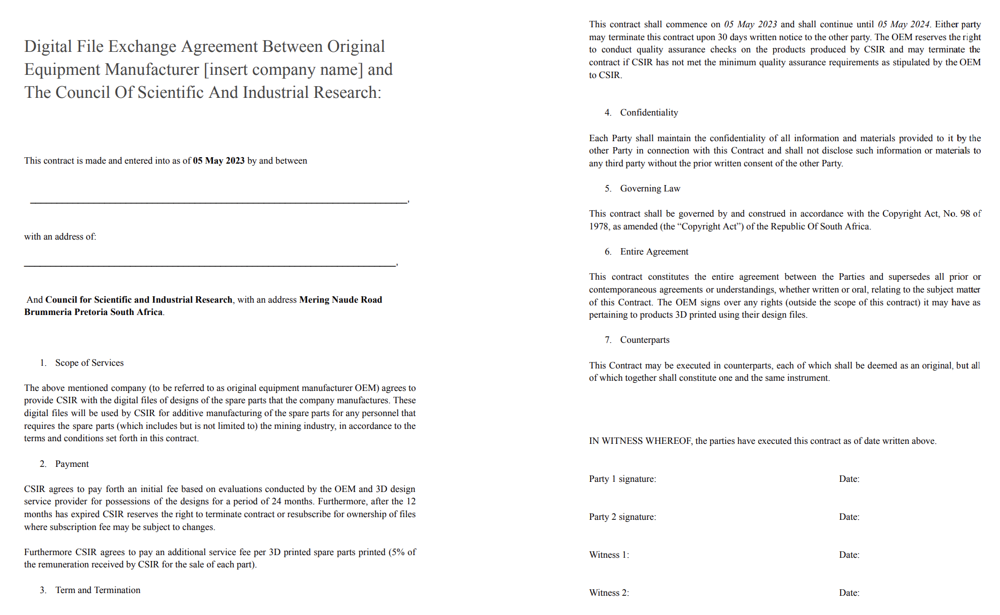 Digital File Exchange Agreement Between Original
Equipment Manufacturer [insert company name] and
The Council Of Scientific And Industrial Research:
This contract is made and entered into as of 05 May 2023 by and between
,
with an address of:
,
And Council for Scientific and Industrial Research, with an address Mering Naude Road
Brummeria Pretoria South Africa.
1. Scope of Services
The above mentioned company (to be referred to as original equipment manufacturer OEM) agrees to
provide CSIR with the digital files of designs of the spare parts that the company manufactures. These
digital files will be used by CSIR for additive manufacturing of the spare parts for any personnel that
requires the spare parts (which includes but is not limited to) the mining industry, in accordance to the
terms and conditions set forth in this contract.
2. Payment
CSIR agrees to pay forth an initial fee based on evaluations conducted by the OEM and 3D design
service provider for possessions of the designs for a period of 24 months. Furthermore, after the 12
months has expired CSIR reserves the right to terminate contract or resubscribe for ownership of files
where subscription fee may be subject to changes.
Furthermore CSIR agrees to pay an additional service fee per 3D printed spare parts printed (5% of
the remuneration received by CSIR for the sale of each part).
3. Term and Termination
This contract shall commence on 05 May 2023 and shall continue until 05 May 2024. Either party
may terminate this contract upon 30 days written notice to the other party. The OEM reserves the right
to conduct quality assurance checks on the products produced by CSIR and may terminate the
contract if CSIR has not met the minimum quality assurance requirements as stipulated by the OEM
to CSIR.
4. Confidentiality
Each Party shall maintain the confidentiality of all information and materials provided to it by the
other Party in connection with this Contract and shall not disclose such information or materials to
any third party without the prior written consent of the other Party.
5. Governing Law
This contract shall be governed by and construed in accordance with the Copyright Act, No. 98 of
1978, as amended (the “Copyright Act”) of the Republic Of South Africa.
6. Entire Agreement
This contract constitutes the entire agreement between the Parties and supersedes all prior or
contemporaneous agreements or understandings, whether written or oral, relating to the subject matter
of this Contract. The OEM signs over any rights (outside the scope of this contract) it may have as
pertaining to products 3D printed using their design files.
7. Counterparts
This Contract may be executed in counterparts, each of which shall be deemed as an original, but all
of which together shall constitute one and the same instrument.
IN WITNESS WHEREOF, the parties have executed this contract as of date written above.
Party 1 signature: Date:
Party 2 signature: Date:
Witness 1: Date:
Witness 2: Date: